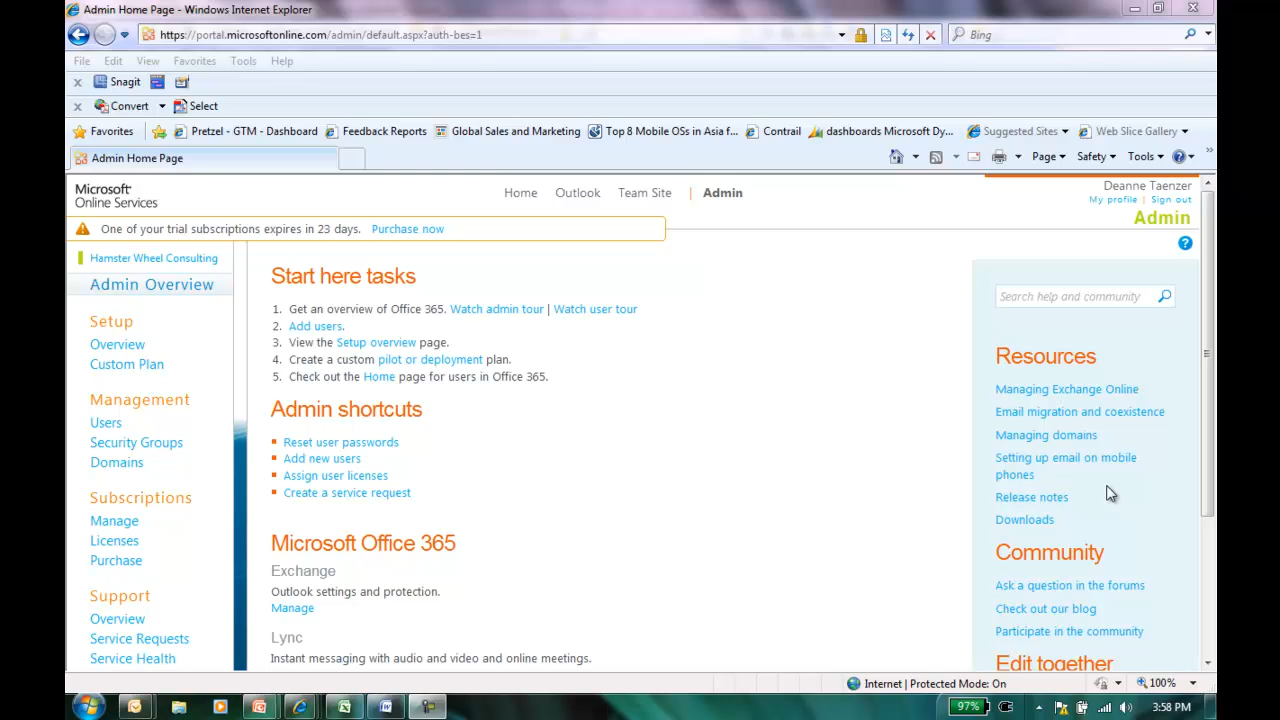 Admin Home Page - Windows Internet Explorer
https://portal.microsoftonline.com/admin/default.aspx?auth-bes=1
Bing
File Edit View Favorites Tools Help
x Snagit
x Convert Select
Favorites Pretzel - GTM - Dashboard Feedback Reports Global Sales and Marketing Top 8 Mobile OSs in Asia f... Contrail dashboards Microsoft Dy... Suggested Sites Web Slice Gallery
Admin Home Page
Page Safety Tools
Microsoft
Online Services
Home Outlook Team Site | Admin
Deanne Taenzer
My profile | Sign out
Admin
One of your trial subscriptions expires in 23 days. Purchase now
Hamster Wheel Consulting
Admin Overview
Setup
Overview
Custom Plan
Management
Users
Security Groups
Domains
Subscriptions
Manage
Licenses
Purchase
Support
Overview
Service Requests
Service Health
Start here tasks
1. Get an overview of Office 365. Watch admin tour | Watch user tour
2. Add users.
3. View the Setup overview page.
4. Create a custom pilot or deployment plan.
5. Check out the Home page for users in Office 365.
Admin shortcuts
Reset user passwords
Add new users
Assign user licenses
Create a service request
Microsoft Office 365
Exchange
Outlook settings and protection.
Manage
Lync
Instant messaging with audio and video and online meetings.
Search help and community
Resources
Managing Exchange Online
Email migration and coexistence
Managing domains
Setting up email on mobile
phones
Release notes
Downloads
Community
Ask a question in the forums
Check out our blog
Participate in the community
Edit together
Internet | Protected Mode: On
100%
97%
3:58 PM